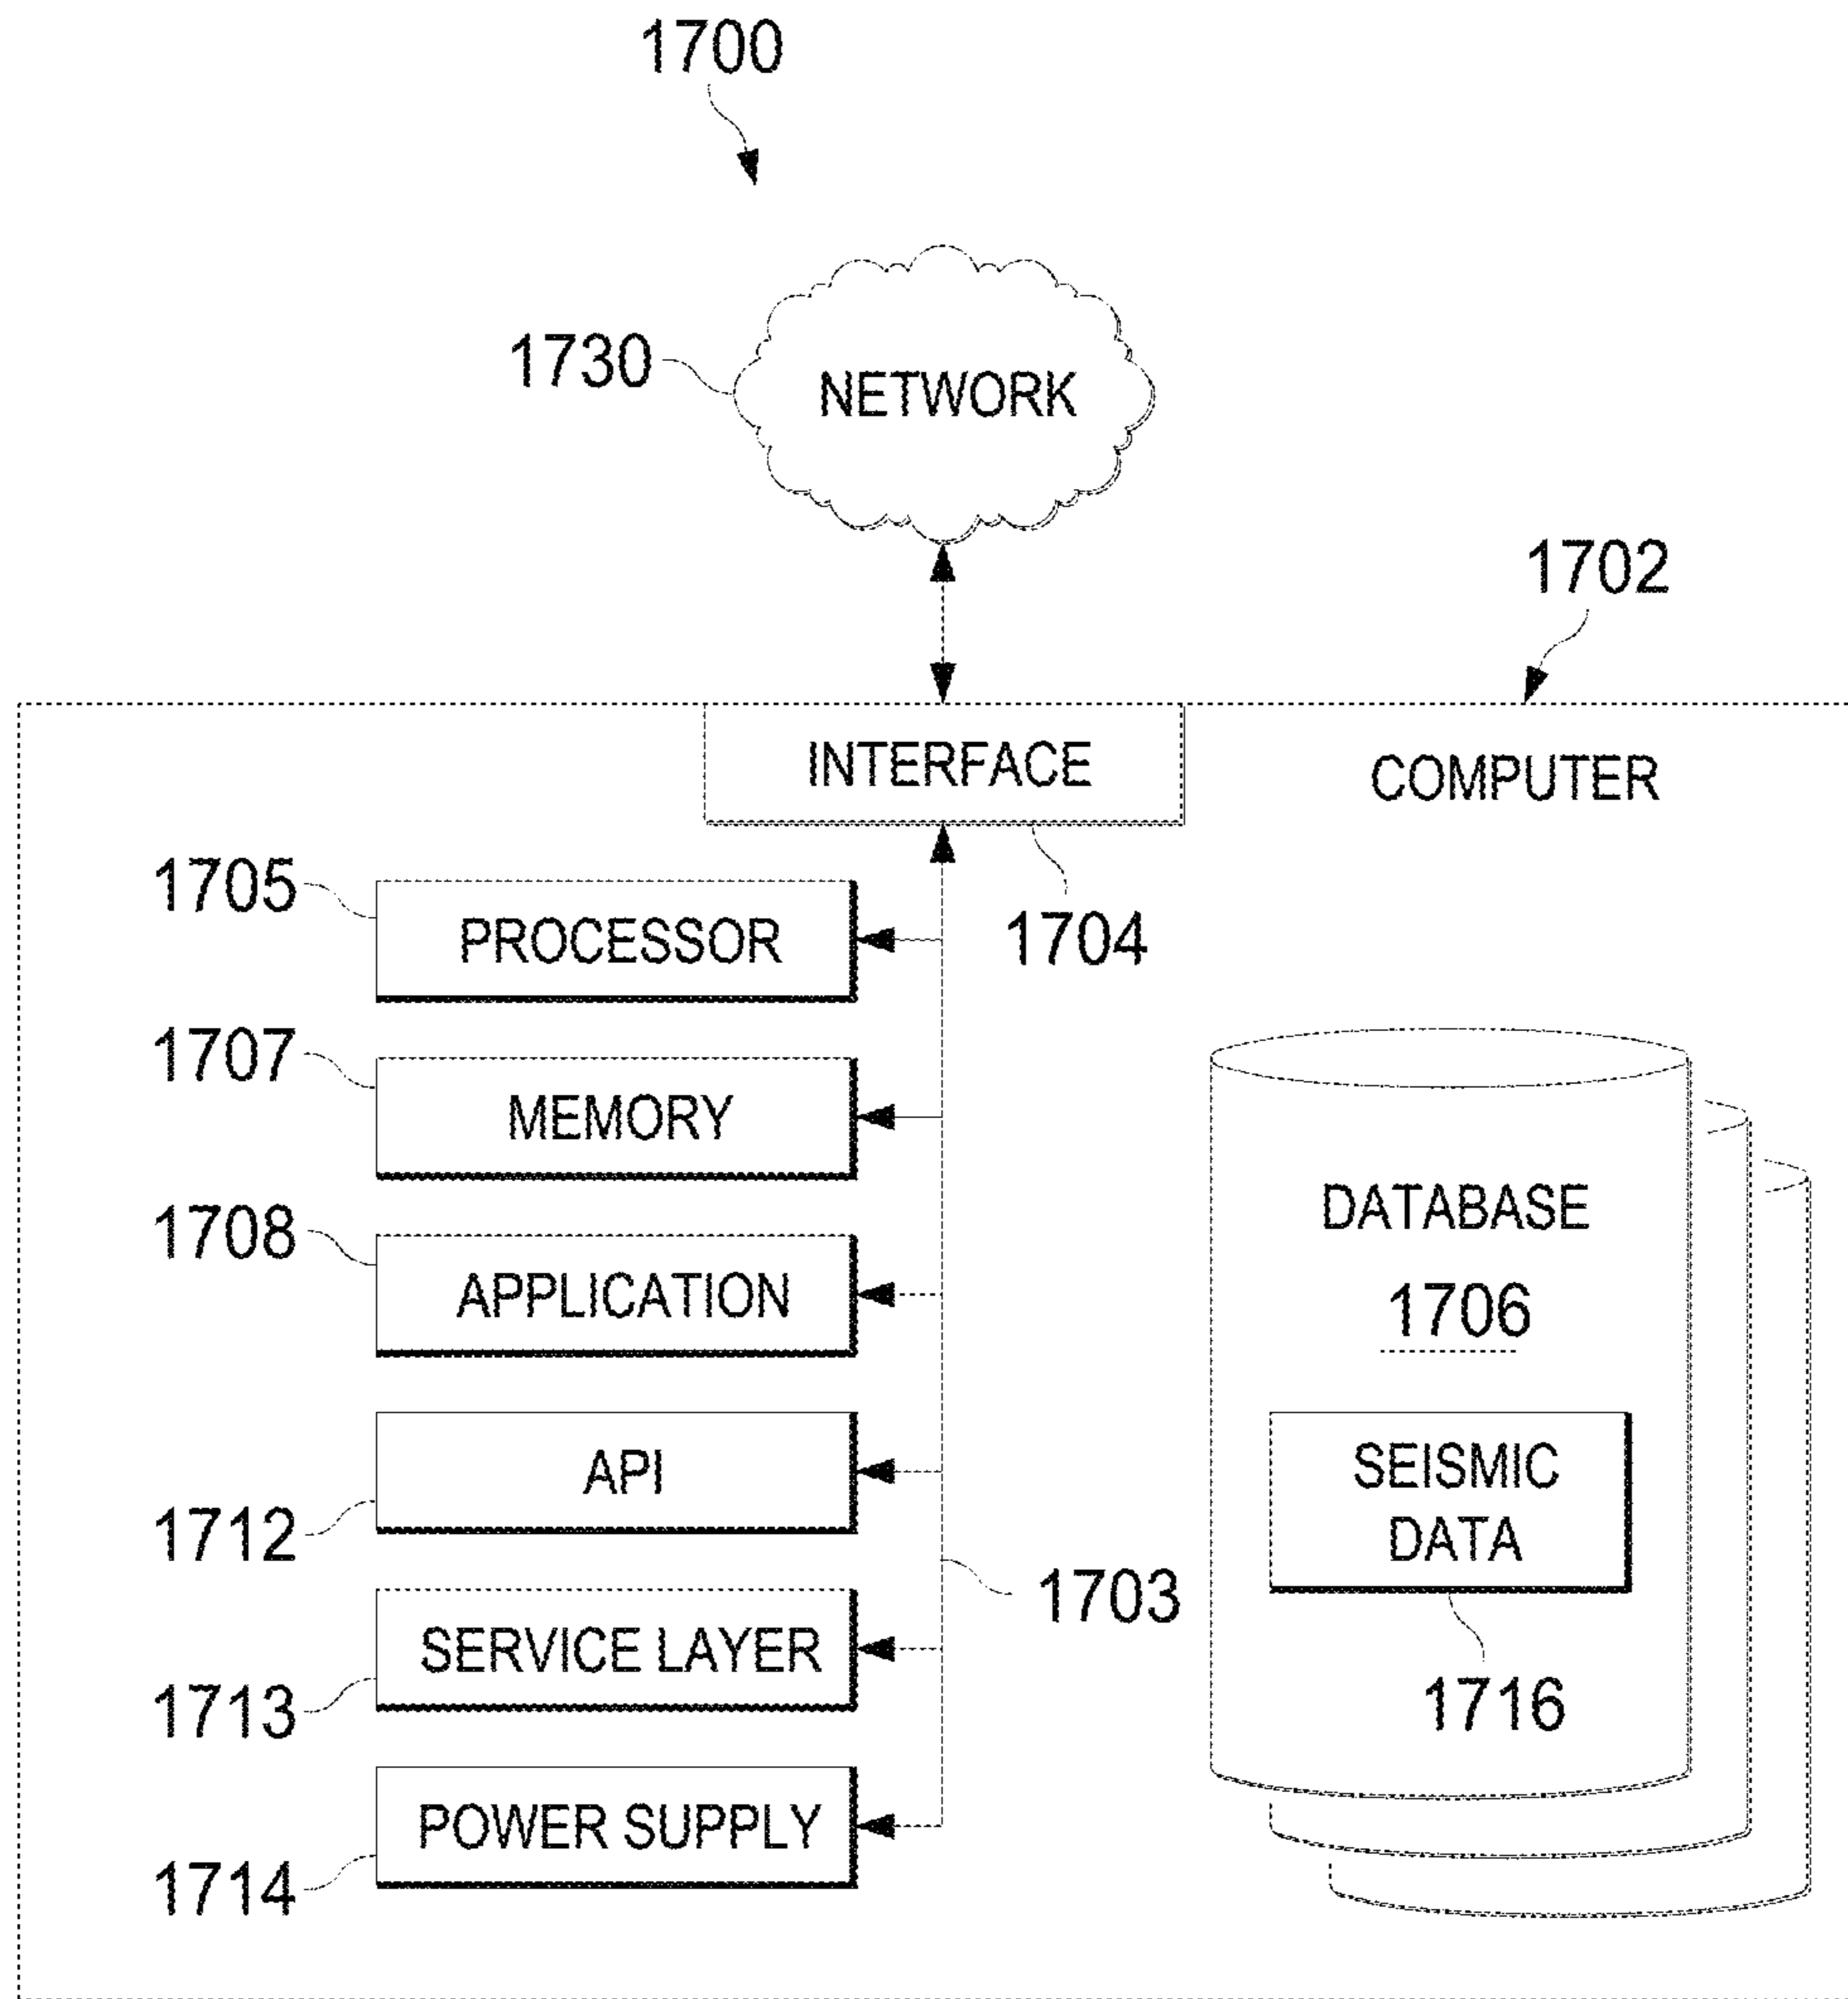 1700
1730
NETWORK
1702
INTERFACE
COMPUTER
1705
PROCESSOR
1704
1707
MEMORY
1708
APPLICATION
DATABASE
1706
API
1712
SEISMIC
DATA
1703
SERVICE LAYER
1713
1716
POWER SUPPLY
1714